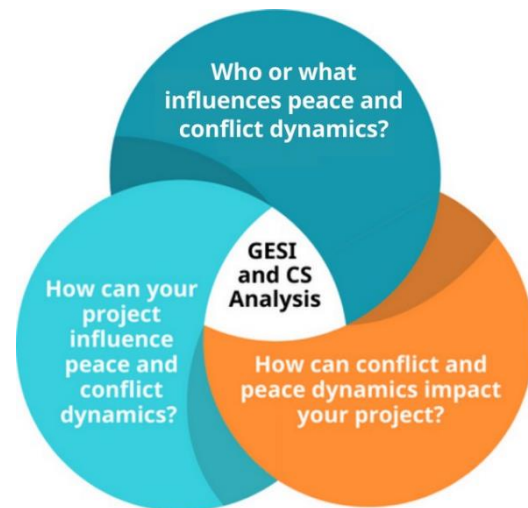 Who or what
influences peace and
conflict dynamics?
GESI
and CS
Analysis
How can your
project
influence
peace and
conflict
dynamics?
How can conflict and
peace dynamics impact
your project?